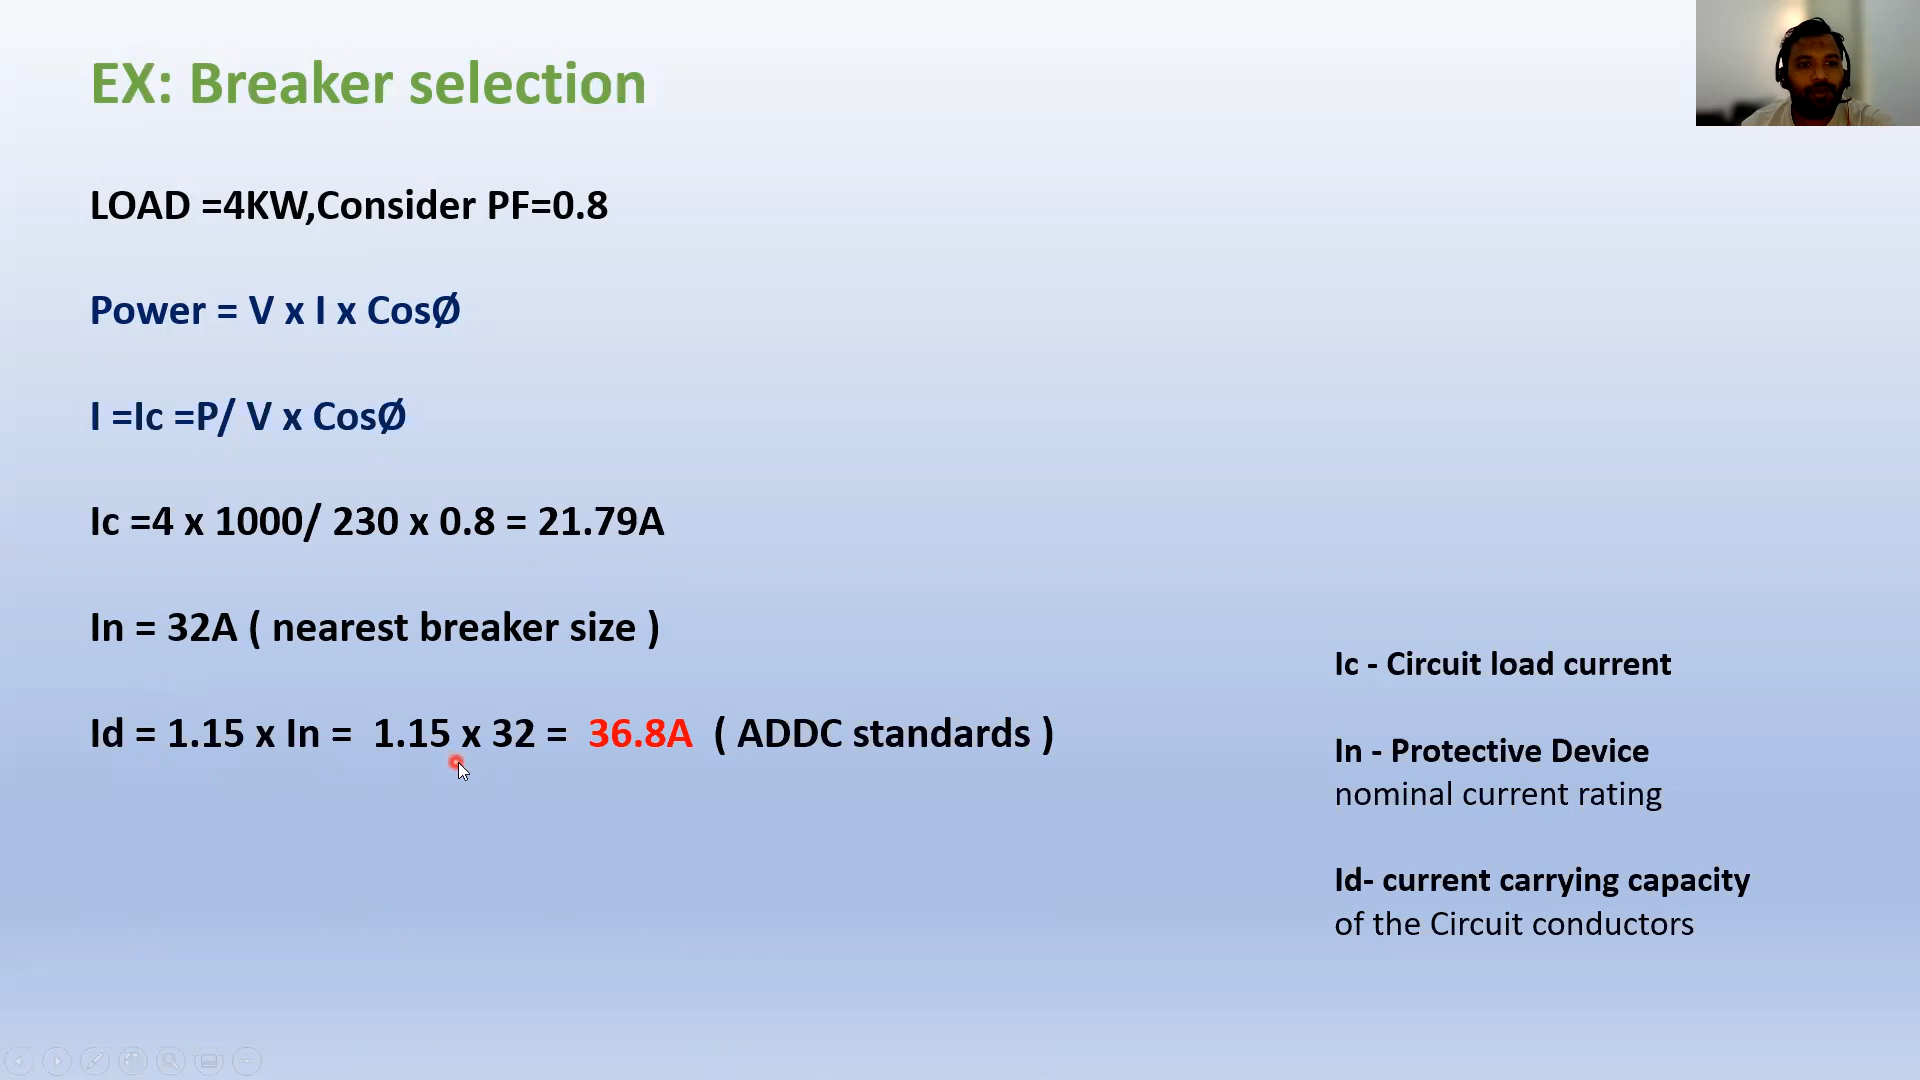 EX: Breaker selection
LOAD =4KW,Consider PF=0.8
Power = V x I x CosØ
I =Ic =P/ V x CosØ
Ic =4 x 1000/ 230 x 0.8 = 21.79A
In = 32A ( nearest breaker size )
Id = 1.15 x In = 1.15 x 32 = 36.8A ( ADDC standards )
Ic - Circuit load current
In - Protective Device
nominal current rating
Id- current carrying capacity
of the Circuit conductors